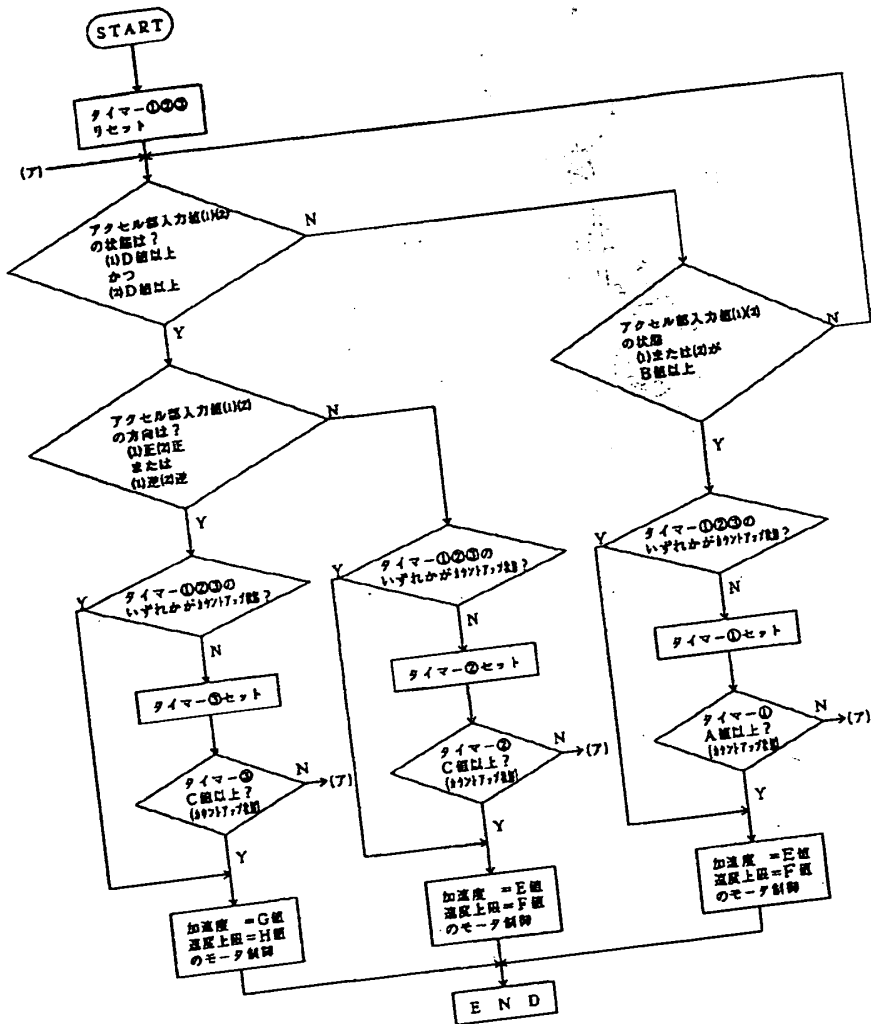 START
タイマー①②③
リセット
(ア)
アクセル部入力値(1)(2)
の状態は?
(1)D値以上
かつ
(2)D値以上
N
Y
アクセル部入力値(1)(2)
の状態
(1)または(2)が
B値以上
N
Y
アクセル部入力値(1)(2)
の方向は?
(1)正(2)正
または
(1)逆(2)逆
N
Y
タイマー①②③の
いずれかがカウントアップ状態?
Y
N
タイマー③セット
タイマー③
C値以上?
(カウントアップ状態)
N
(ア)
Y
加速度 =G値
速度上限=H値
のモータ制御
タイマー①②③の
いずれかがカウントアップ状態?
Y
N
タイマー②セット
タイマー②
C値以上?
(カウントアップ状態)
N
(ア)
Y
加速度 =E値
速度上限=F値
のモータ制御
タイマー①②③の
いずれかがカウントアップ状態?
Y
N
タイマー①セット
タイマー①
A値以上?
(カウントアップ状態)
N
(ア)
Y
加速度 =E値
速度上限=F値
のモータ制御
END